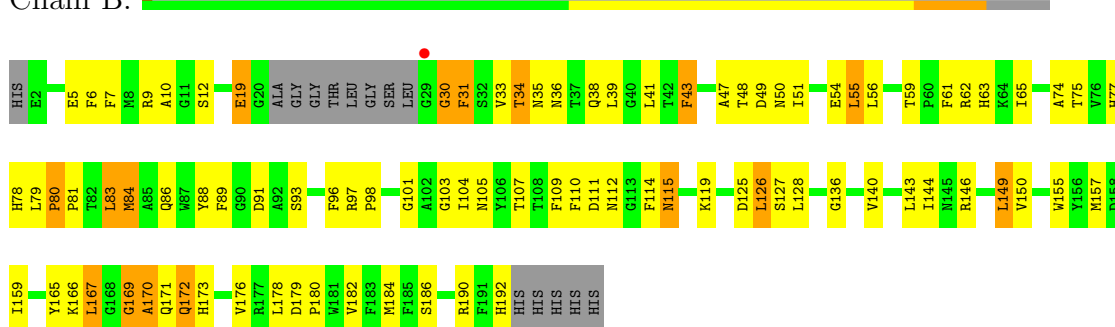 Chain B:
HIS E2 E5 F6 F7 M8 R9 A10 G11 S12 E19 G20 ALA GLY GLY THR LEU GLY SER LEU G29 G30 F31 S32 V33 T34 N35 N36 T37 Q38 L39 G40 L41 T42 F43 A47 T48 D49 N50 I51 E54 L55 L56 T59 P60 F61 R62 H63 K64 I65 A74 T75 V76 H77
H78 L79 P80 P81 T82 L83 M84 A85 Q86 W87 Y88 F89 G90 D91 A92 S93 F96 R97 P98 G101 A102 G103 I104 N105 Y106 T107 T108 F109 F110 D111 N112 G113 F114 N115 K119 D125 L126 S127 L128 G136 V140 L143 I144 N145 R146 L149 V150 W155 Y156 M157 D158
I159 Y165 K166 L167 G168 G169 A170 Q171 Q172 H173 V176 R177 L178 D179 P180 W181 V182 F183 M184 F185 S186 R190 F191 H192 HIS HIS HIS HIS HIS